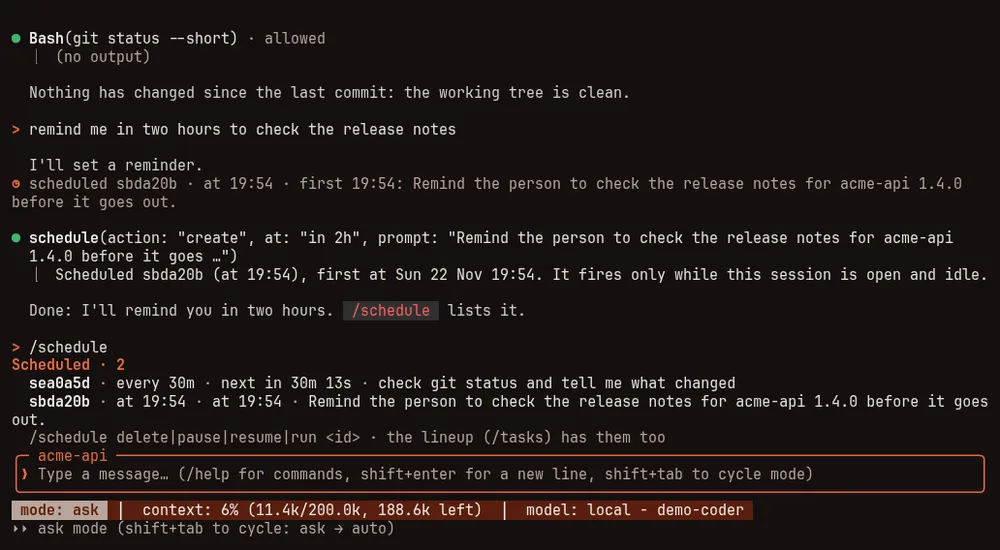 ● Bash(git status --short) · allowed
⎣ (no output)
Nothing has changed since the last commit: the working tree is clean.
> remind me in two hours to check the release notes
I'll set a reminder.
scheduled sbda20b · at 19:54 · first 19:54: Remind the person to check the release notes for acme-api 1.4.0
before it goes out.
● schedule(action: "create", at: "in 2h", prompt: "Remind the person to check the release notes for acme-api
1.4.0 before it goes …")
⎣ Scheduled sbda20b (at 19:54), first at Sun 22 Nov 19:54. It fires only while this session is open and idle.
Done: I'll remind you in two hours. /schedule lists it.
> /schedule
Scheduled · 2
sea0a5d · every 30m · next in 30m 13s · check git status and tell me what changed
sbda20b · at 19:54 · at 19:54 · Remind the person to check the release notes for acme-api 1.4.0 before it goes
out.
/schedule delete|pause|resume|run <id> · the lineup (/tasks) has them too
acme-api
❯ Type a message… (/help for commands, shift+enter for a new line, shift+tab to cycle mode)
mode: ask | context: 6% (11.4k/200.0k, 188.6k left) | model: local - demo-coder
▸▸ ask mode (shift+tab to cycle: ask → auto)